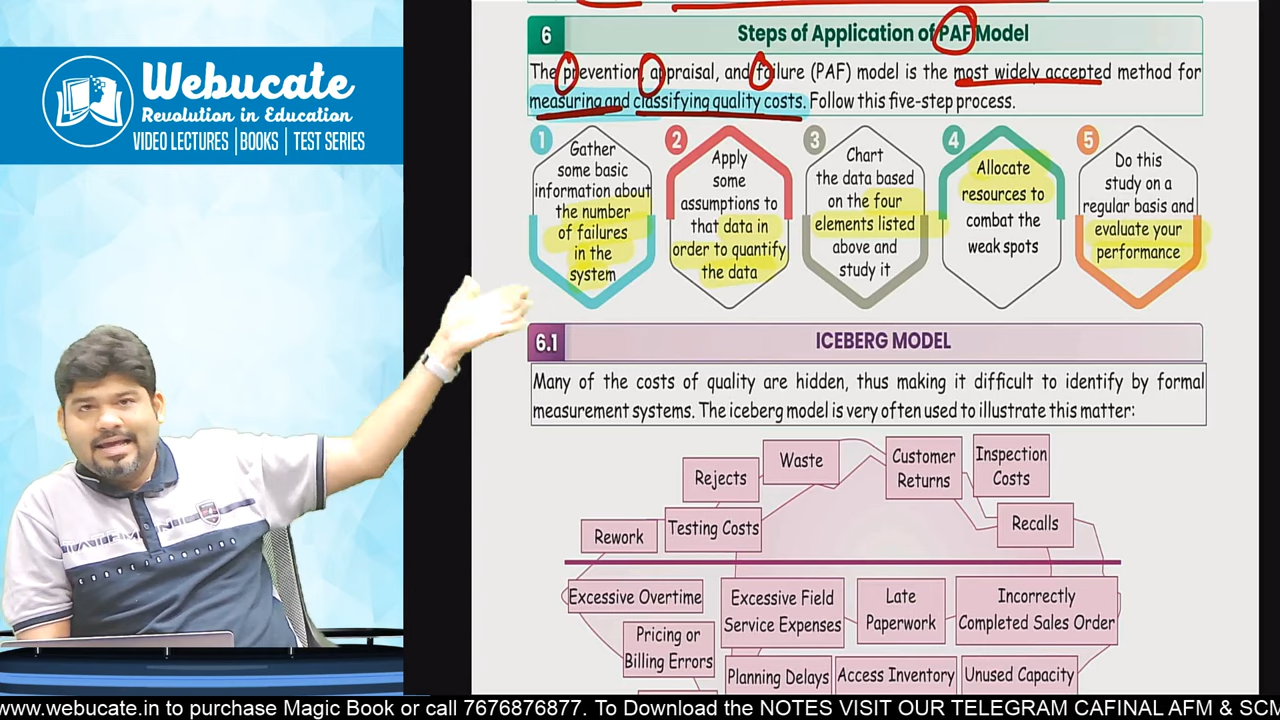 Webucate
Revolution in Education
VIDEO LECTURES |BOOKS | TEST SERIES
6
Steps of Application of PAF Model
The prevention, appraisal, and failure (PAF) model is the most widely accepted method for
measuring and classifying quality costs. Follow this five-step process.
1
Gather
some basic
information about
the number
of failures
in the
system
2
Apply
some
assumptions to
that data in
order to quantify
the data
3
Chart
the data based
on the four
elements listed
above and
study it
4
Allocate
resources to
combat the
weak spots
5
Do this
study on a
regular basis and
evaluate your
performance
6.1
ICEBERG MODEL
Many of the costs of quality are hidden, thus making it difficult to identify by formal
measurement systems. The iceberg model is very often used to illustrate this matter:
Rejects
Waste
Customer
Returns
Inspection
Costs
Rework
Testing Costs
Recalls
Excessive Overtime
Excessive Field
Service Expenses
Late
Paperwork
Incorrectly
Completed Sales Order
Pricing or
Billing Errors
Planning Delays
Access Inventory
Unused Capacity
www.webucate.in to purchase Magic Book or call 7676876877. To Download the NOTES VISIT OUR TELEGRAM CAFINAL AFM & SCM